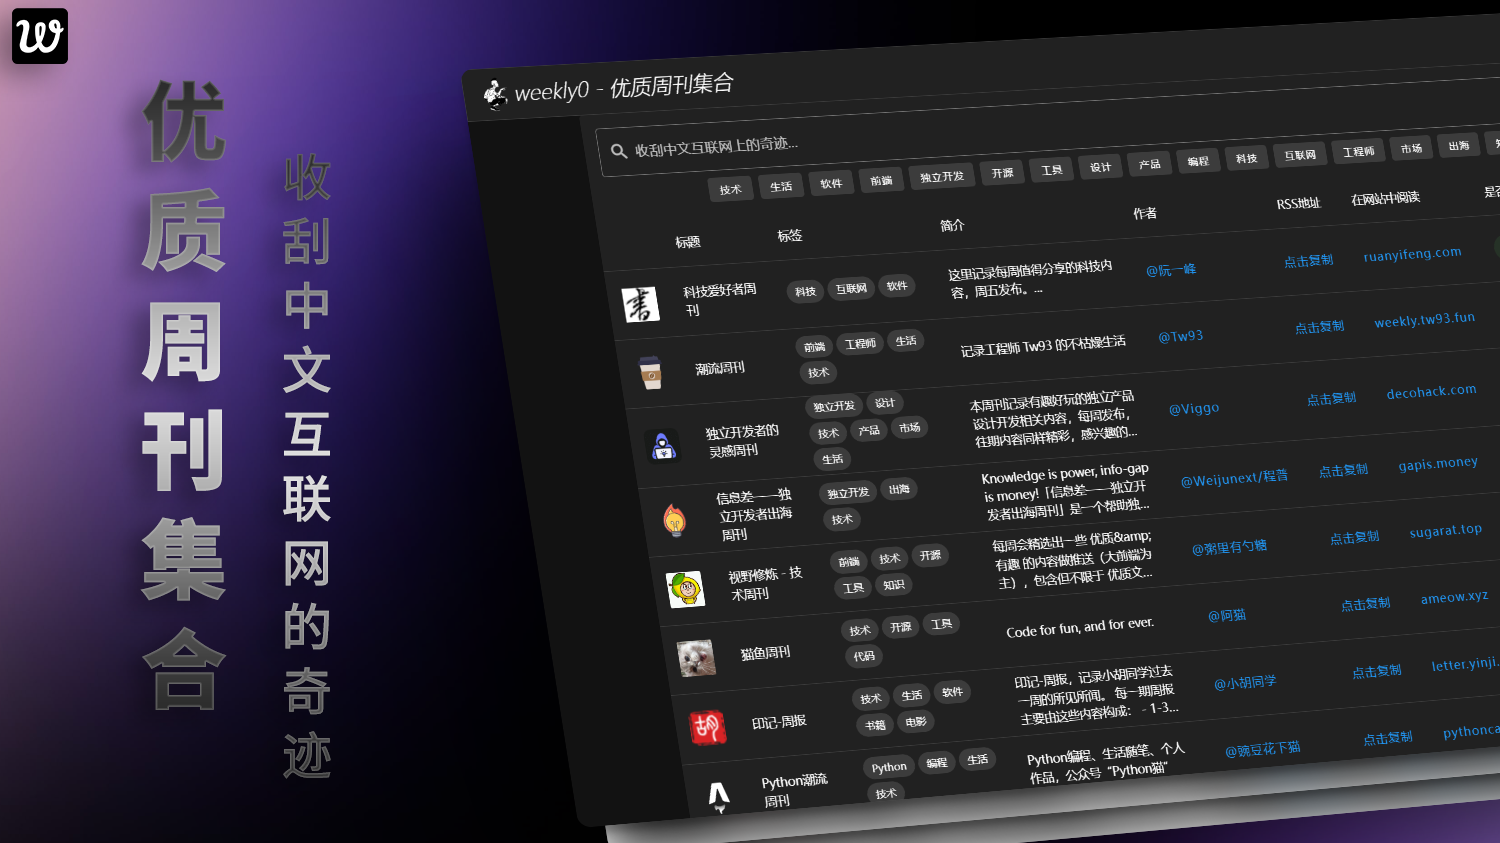 w
优质周刊集合
收刮中文互联网的奇迹
weekly0 - 优质周刊集合
收刮中文互联网上的奇迹...
技术 生活 软件 前端 独立开发 开源 工具 设计 产品 编程 科技 互联网 工程师 市场 出海
标题 标签 简介 作者 RSS地址 在网站中阅读 是否
科技爱好者周
刊
科技 互联网 软件
这里记录每周值得分享的科技内
容，周五发布。...
@阮一峰 点击复制 ruanyifeng.com
潮流周刊
前端 工程师 生活
技术
记录工程师 Tw93 的不枯燥生活
@Tw93 点击复制 weekly.tw93.fun
独立开发者的
灵感周刊
独立开发 设计
技术 产品 市场
生活
本周刊记录有趣好玩的独立产品
设计开发相关内容，每周发布，
往期内容同样精彩，感兴趣的...
@Viggo 点击复制 decohack.com
信息差——独
立开发者出海
周刊
独立开发 出海
技术
Knowledge is power, info-gap
is money!「信息差——独立开
发者出海周刊」是一个帮助独...
@Weijunext/程普 点击复制 gapis.money
视野修炼 - 技
术周刊
前端 技术 开源
工具 知识
每周会精选出一些 优质&amp;
有趣 的内容做推送（大前端为
主），包含但不限于 优质文...
@粥里有勺糖 点击复制 sugarat.top
猫鱼周刊
技术 开源 工具
代码
Code for fun, and for ever.
@阿猫 点击复制 ameow.xyz
胡
印记-周报
技术 生活 软件
书籍 电影
印记-周报，记录小胡同学过去
一周的所见所闻。 每一期周报
主要由这些内容构成： - 1-3...
@小胡同学 点击复制 letter.yinji.
Python潮流
周刊
Python 编程 生活
技术
Python编程、生活随笔、个人
作品，公众号“Python猫”
@豌豆花下猫 点击复制 pythonca